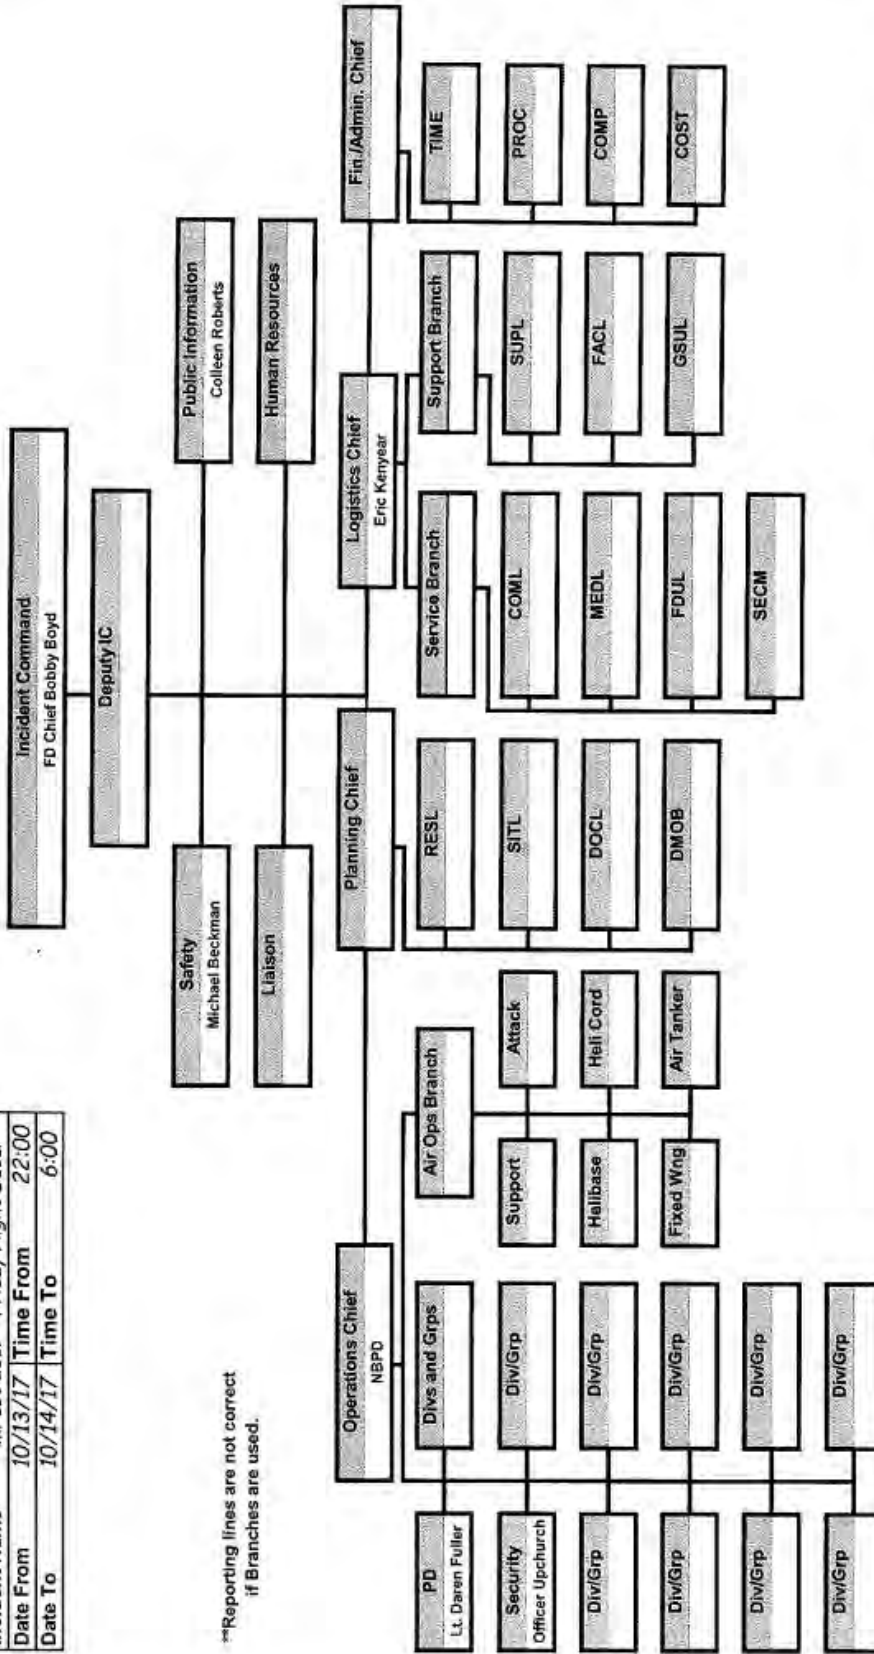 Date From 10/13/17 Time From 22:00
Date To 10/14/17 Time To 6:00
Incident Command
FD Chief Bobby Boyd
Deputy IC
Safety
Michael Beckman
Public Information
Colleen Roberts
Liaison
Human Resources
**Reporting lines are not correct
if Branches are used.
Operations Chief
NBPD
Planning Chief
Logistics Chief
Eric Kenyear
Fin./Admin. Chief
PD
Lt. Daren Fuller
Divs and Grps
Air Ops Branch
RESL
Service Branch
Support Branch
TIME
Security
Officer Upchurch
Div/Grp
Support
Attack
SITL
COML
SUPL
PROC
Div/Grp
Div/Grp
Helibase
Heli Cord
DOCL
MEDL
FACL
COMP
Div/Grp
Div/Grp
Fixed Wng
Air Tanker
DMOB
FDUL
GSUL
COST
Div/Grp
Div/Grp
SECM
Div/Grp
Div/Grp